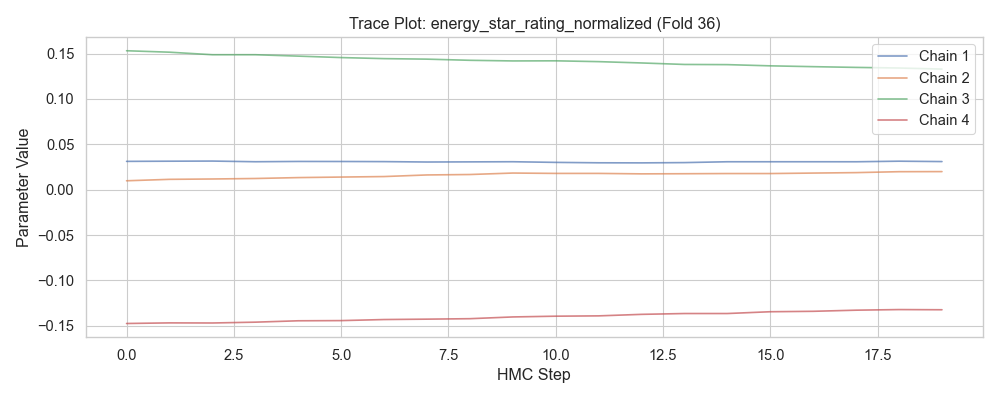 Trace Plot: energy_star_rating_normalized (Fold 36)
0.15
0.10
0.05
0.00
−0.05
−0.10
−0.15
Parameter Value
Chain 1
Chain 2
Chain 3
Chain 4
0.0 2.5 5.0 7.5 10.0 12.5 15.0 17.5
HMC Step